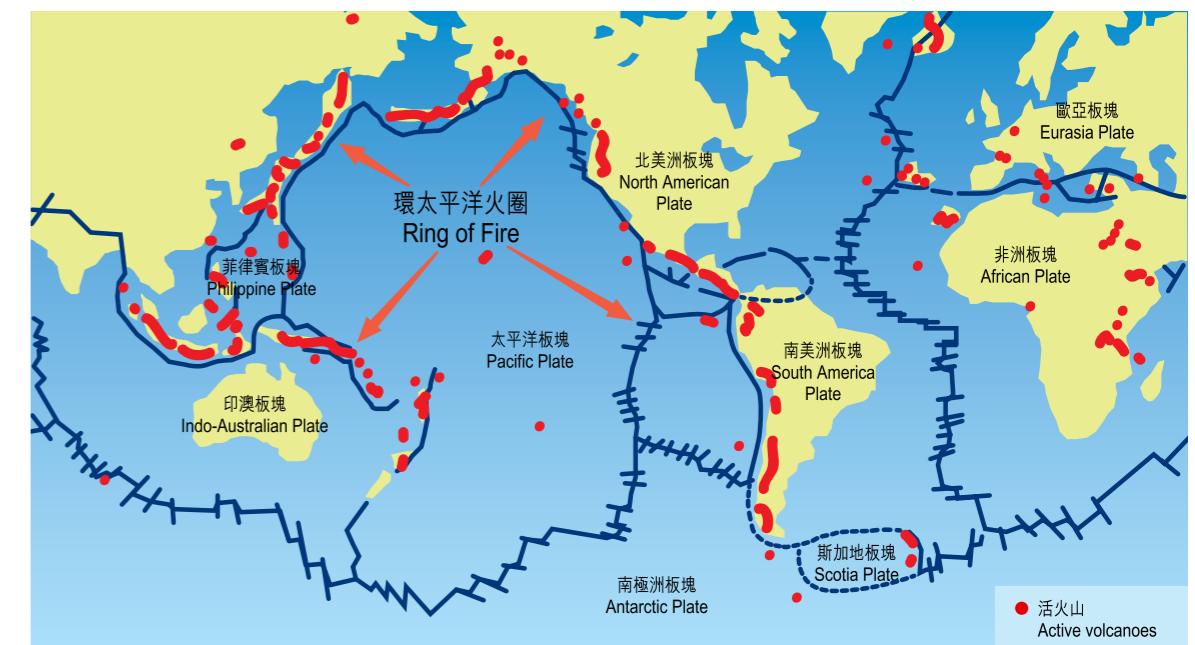 歐亞板塊
Eurasia Plate
北美洲板塊
North American
Plate
環太平洋火圈
Ring of Fire
非洲板塊
African Plate
菲律賓板塊
Philippine Plate
太平洋板塊
Pacific Plate
南美洲板塊
South America
Plate
印澳板塊
Indo-Australian Plate
斯加地板塊
Scotia Plate
南極洲板塊
Antarctic Plate
活火山
Active volcanoes